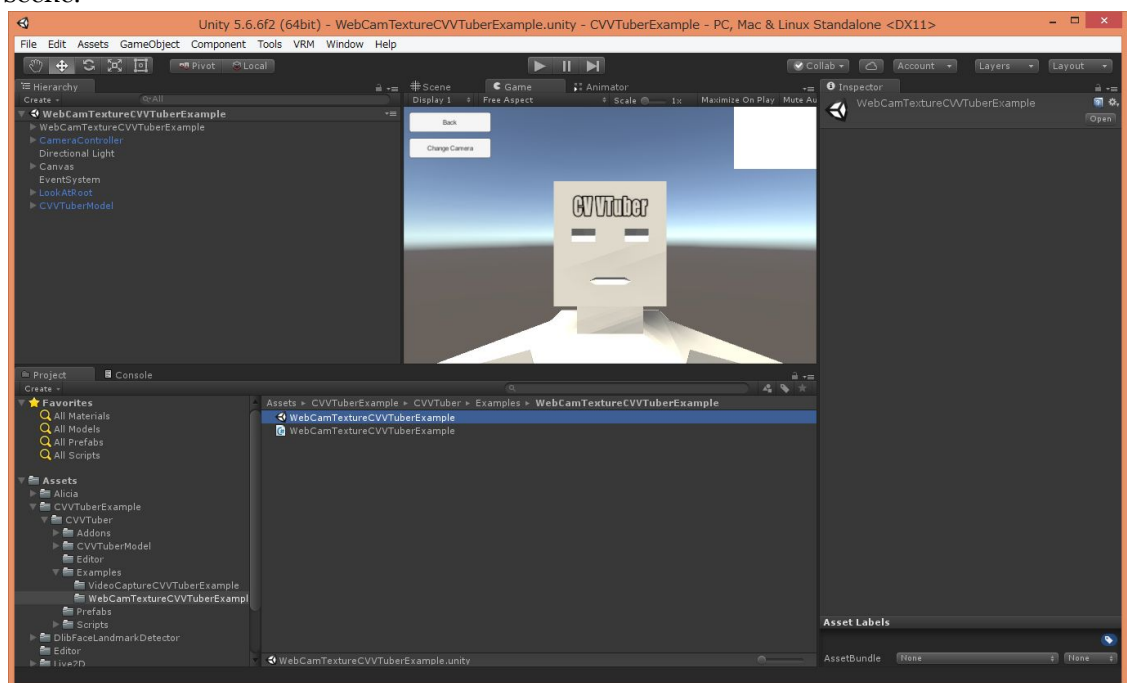 scene.
Unity 5.6.6f2 (64bit) - WebCamTextureCVVTuberExample.unity - CVVTuberExample - PC, Mac & Linux Standalone <DX11>
File Edit Assets GameObject Component Tools VRM Window Help
Pivot Local Collab Account Layers Layout
Hierarchy
Create All
WebCamTextureCVVTuberExample
WebCamTextureCVVTuberExample
CameraController
Directional Light
Canvas
EventSystem
LookAtRoot
CVVTuberModel
Scene Game Animator
Display 1 Free Aspect Scale 1x Maximize On Play Mute Au
Back
Change Camera
CVVTuber
Inspector
WebCamTextureCVVTuberExample
Open
Project Console
Create
Favorites
All Materials
All Models
All Prefabs
All Scripts
Assets
Alicia
CVVTuberExample
CVVTuber
Addons
CVVTuberModel
Editor
Examples
VideoCaptureCVVTuberExample
WebCamTextureCVVTuberExampl
Prefabs
Scripts
DlibFaceLandmarkDetector
Editor
Live2D
Assets ▸ CVVTuberExample ▸ CVVTuber ▸ Examples ▸ WebCamTextureCVVTuberExample
WebCamTextureCVVTuberExample
WebCamTextureCVVTuberExample
WebCamTextureCVVTuberExample.unity
Asset Labels
AssetBundle None None